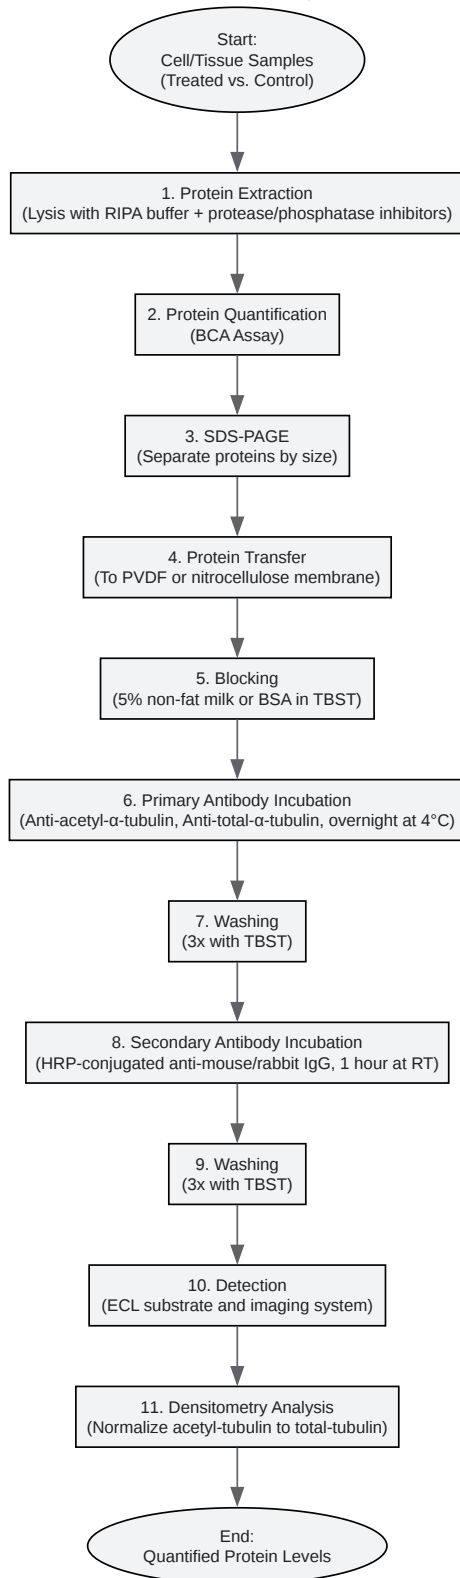 Start:
Cell/Tissue Samples
(Treated vs. Control)
1. Protein Extraction
(Lysis with RIPA buffer + protease/phosphatase inhibitors)
2. Protein Quantification
(BCA Assay)
3. SDS-PAGE
(Separate proteins by size)
4. Protein Transfer
(To PVDF or nitrocellulose membrane)
5. Blocking
(5% non-fat milk or BSA in TBST)
6. Primary Antibody Incubation
(Anti-acetyl-α-tubulin, Anti-total-α-tubulin, overnight at 4°C)
7. Washing
(3x with TBST)
8. Secondary Antibody Incubation
(HRP-conjugated anti-mouse/rabbit IgG, 1 hour at RT)
9. Washing
(3x with TBST)
10. Detection
(ECL substrate and imaging system)
11. Densitometry Analysis
(Normalize acetyl-tubulin to total-tubulin)
End:
Quantified Protein Levels